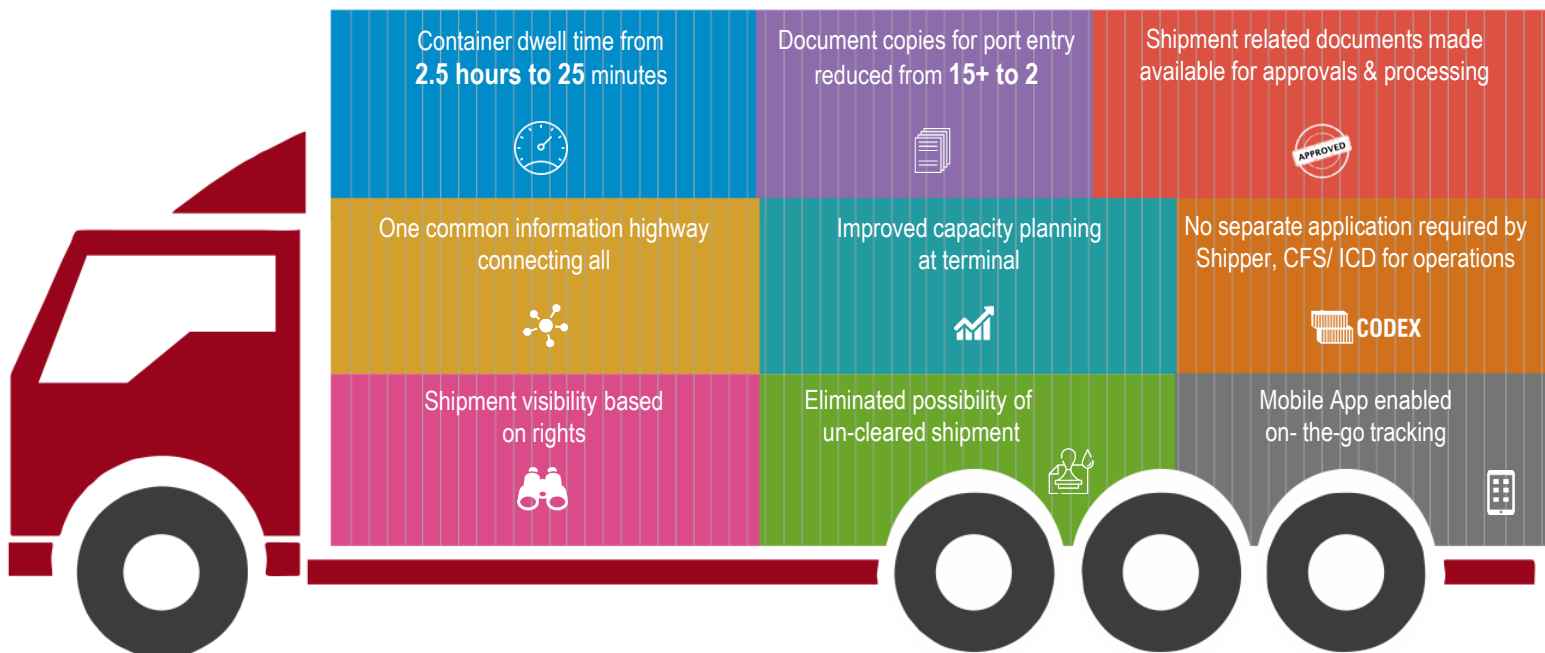 Container dwell time from
2.5 hours to 25 minutes
Document copies for port entry
reduced from 15+ to 2
Shipment related documents made
available for approvals & processing
APPROVED
One common information highway
connecting all
Improved capacity planning
at terminal
No separate application required by
Shipper, CFS/ ICD for operations
CODEX
Shipment visibility based
on rights
Eliminated possibility of
un-cleared shipment
Mobile App enabled
on- the-go tracking